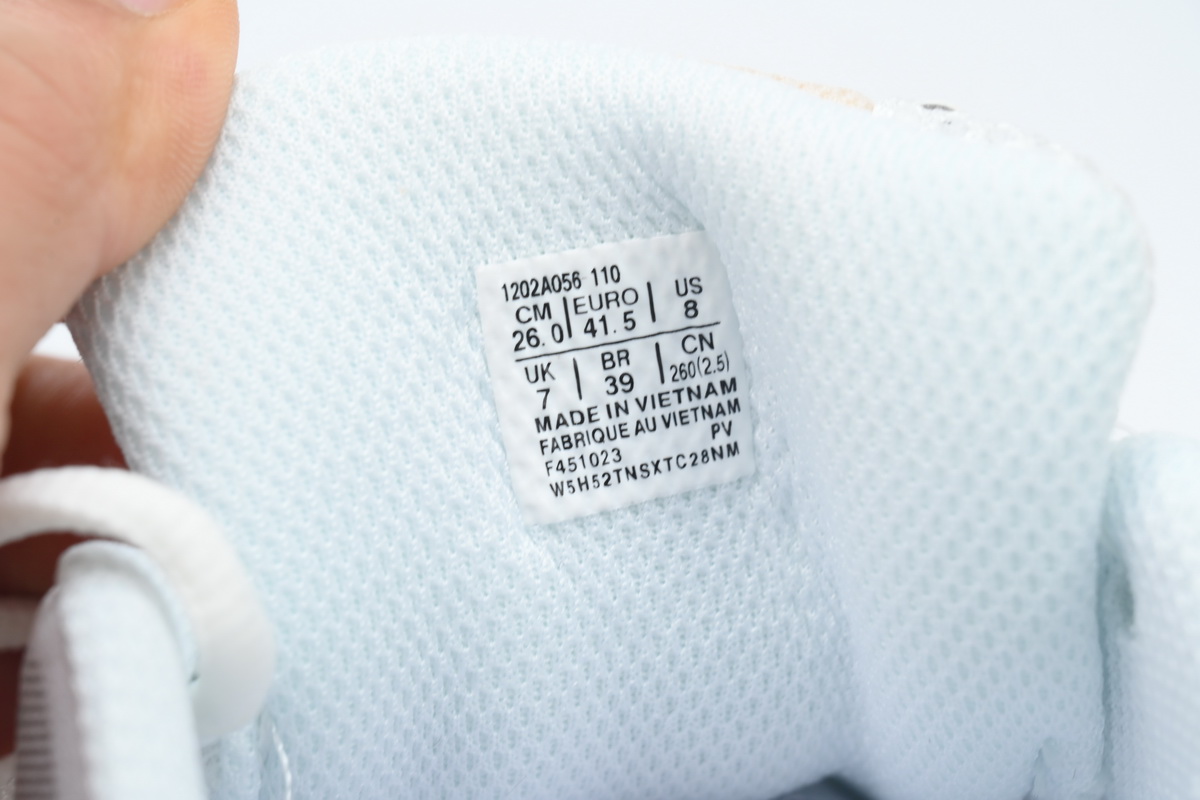 1202A056 110
CM | EURO | US
26.0 | 41.5 | 8
UK | BR | CN
7 | 39 | 260(2.5)
MADE IN VIETNAM
FABRIQUE AU VIETNAM
PV
F451023
W5H52TNSXTC28NM